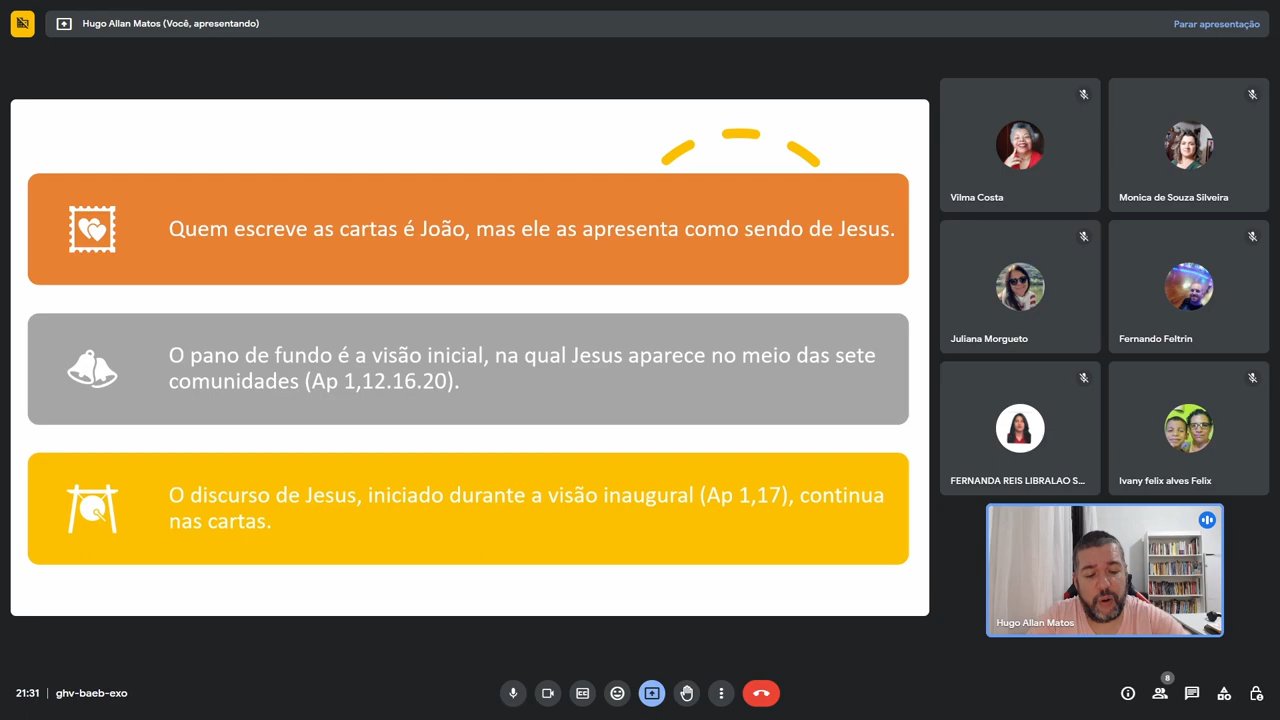 Hugo Allan Matos (Você, apresentando)
Parar apresentação
Quem escreve as cartas é João, mas ele as apresenta como sendo de Jesus.
O pano de fundo é a visão inicial, na qual Jesus aparece no meio das sete
comunidades (Ap 1,12.16.20).
O discurso de Jesus, iniciado durante a visão inaugural (Ap 1,17), continua
nas cartas.
Vilma Costa
Monica de Souza Silveira
Juliana Morgueto
Fernando Feltrin
FERNANDA REIS LIBRALAO S...
Ivany felix alves Felix
Hugo Allan Matos
21:31 | ghv-baeb-exo
8